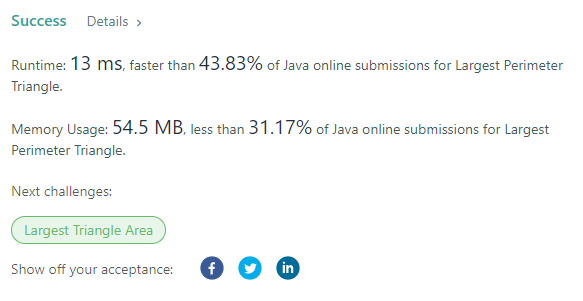 Success Details >
Runtime: 13 ms, faster than 43.83% of Java online submissions for Largest Perimeter
Triangle.
Memory Usage: 54.5 MB, less than 31.17% of Java online submissions for Largest
Perimeter Triangle.
Next challenges:
Largest Triangle Area
Show off your acceptance: f in